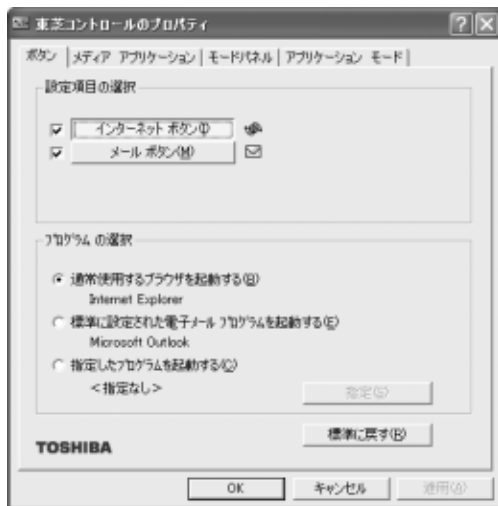 東芝コントロールのプロパティ
ボタン メディア アプリケーション モードパネル アプリケーション モード
設定項目の選択
インターネット ボタン(I)
メール ボタン(M)
プログラム の選択
通常使用するブラウザを起動する(B)
Internet Explorer
標準に設定された電子メール プログラムを起動する(E)
Microsoft Outlook
指定したプログラムを起動する(C)
<指定なし>
指定(S)
標準に戻す(R)
TOSHIBA
OK キャンセル 適用(A)